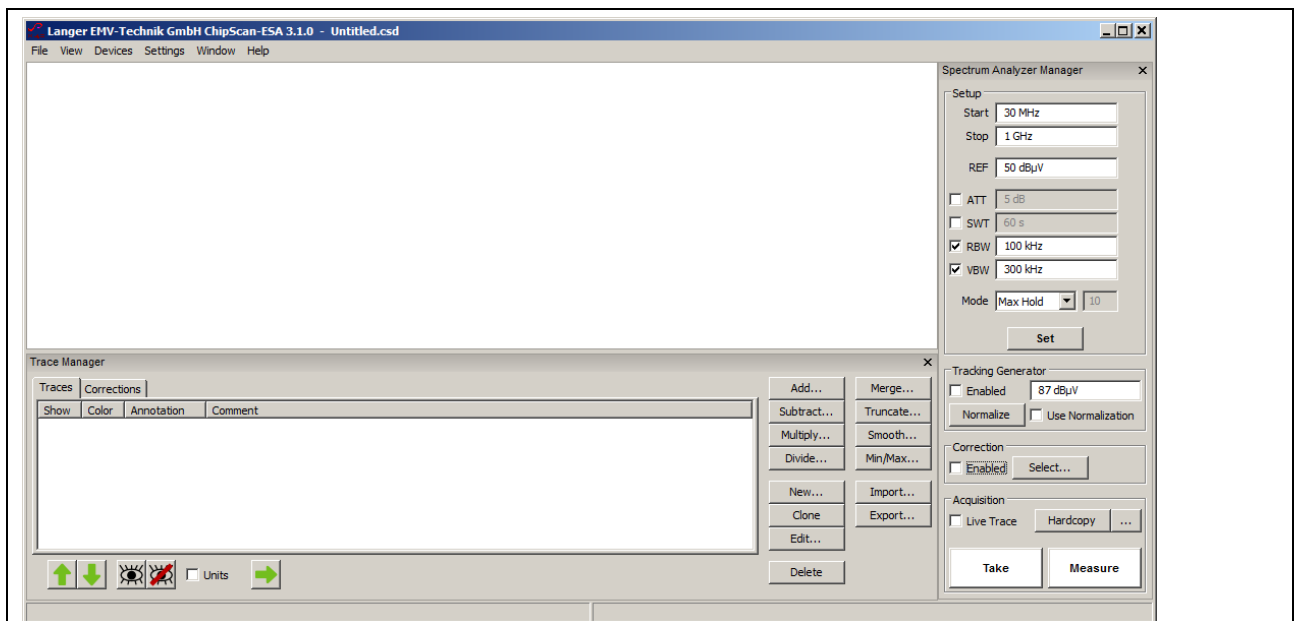 Langer EMV-Technik GmbH ChipScan-ESA 3.1.0 - Untitled.csd
File View Devices Settings Window Help
Spectrum Analyzer Manager
Setup
Start 30 MHz
Stop 1 GHz
REF 50 dBµV
ATT 5 dB
SWT 60 s
RBW 100 kHz
VBW 300 kHz
Mode Max Hold 10
Set
Trace Manager
Traces Corrections
Show Color Annotation Comment
Add... Merge...
Subtract... Truncate...
Multiply... Smooth...
Divide... Min/Max...
New... Import...
Clone Export...
Edit...
Units
Delete
Tracking Generator
Enabled 87 dBµV
Normalize Use Normalization
Correction
Enabled Select...
Acquisition
Live Trace Hardcopy ...
Take Measure